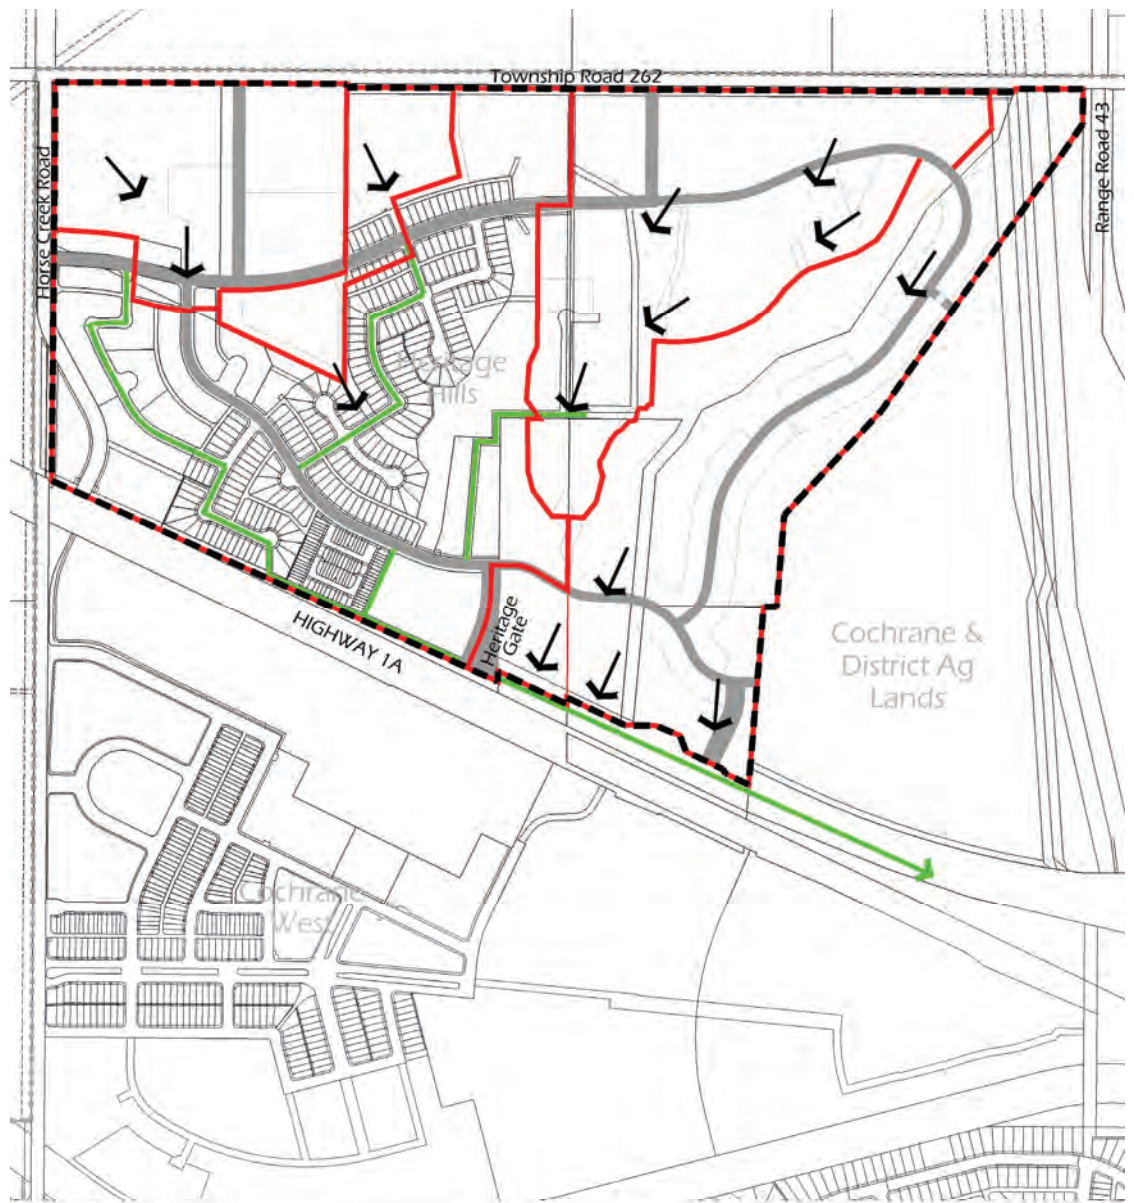 Township Road 262
Horse Creek Road
Range Road 43
Heritage
Hills
Heritage
Gate
HIGHWAY 1A
Cochrane &
District Ag
Lands
Cochrane
West